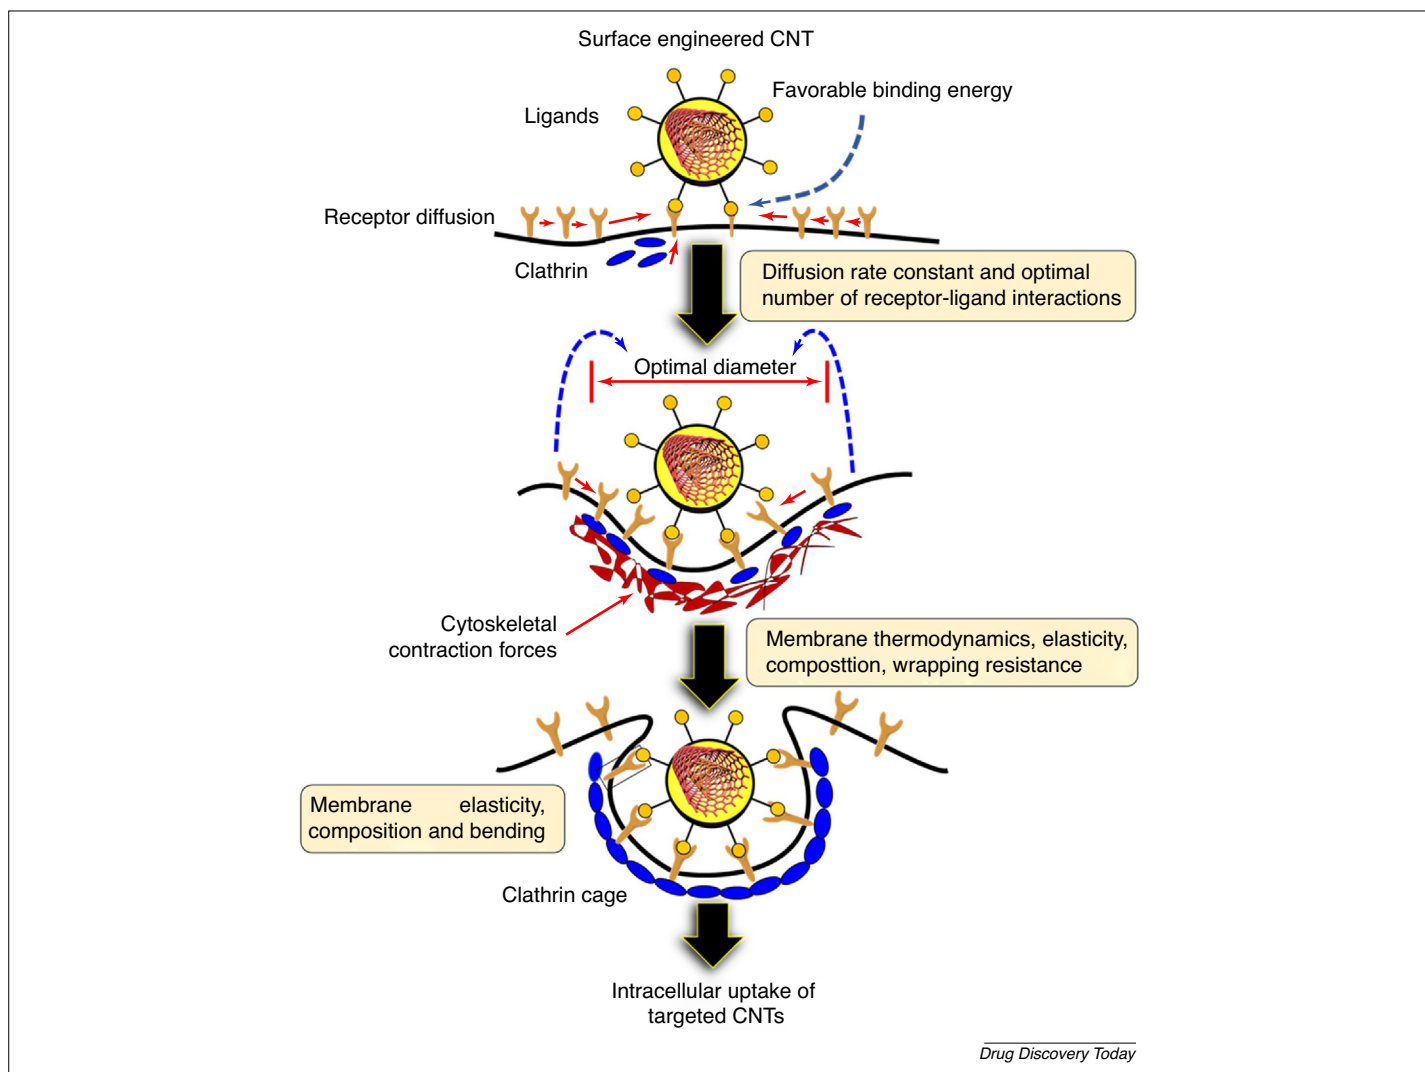 Surface engineered CNT
Favorable binding energy
Ligands
Receptor diffusion
Clathrin
Diffusion rate constant and optimal
number of receptor-ligand interactions
Optimal diameter
Cytoskeletal
contraction forces
Membrane thermodynamics, elasticity,
composttion, wrapping resistance
Membrane elasticity,
composition and bending
Clathrin cage
Intracellular uptake of
targeted CNTs
Drug Discovery Today